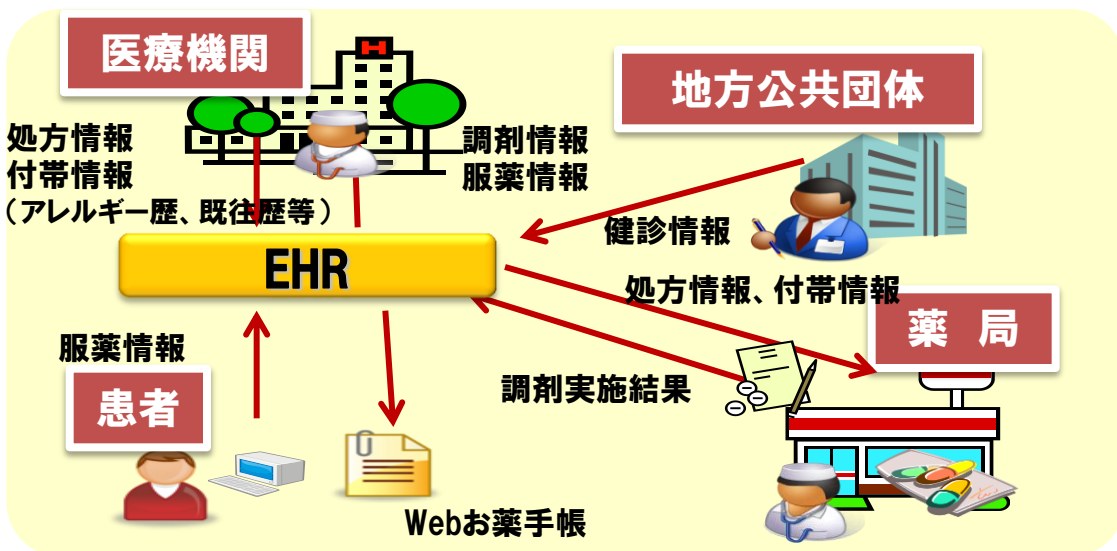 医療機関
地方公共団体
処方情報
付帯情報
（アレルギー歴、既往歴等）
調剤情報
服薬情報
健診情報
EHR
処方情報、付帯情報
薬 局
服薬情報
患者
調剤実施結果
Webお薬手帳
H